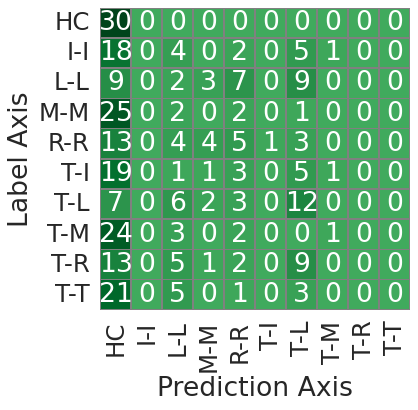 HC 30 0 0 0 0 0 0 0 0 0
I-I 18 0 4 0 2 0 5 1 0 0
L-L 9 0 2 3 7 0 9 0 0 0
M-M 25 0 2 0 2 0 1 0 0 0
R-R 13 0 4 4 5 1 3 0 0 0
T-I 19 0 1 1 3 0 5 1 0 0
T-L 7 0 6 2 3 0 12 0 0 0
T-M 24 0 3 0 2 0 0 1 0 0
T-R 13 0 5 1 2 0 9 0 0 0
T-T 21 0 5 0 1 0 3 0 0 0
HC I-I L-L M-M R-R T-I T-L T-M T-R T-T
Prediction Axis
Label Axis